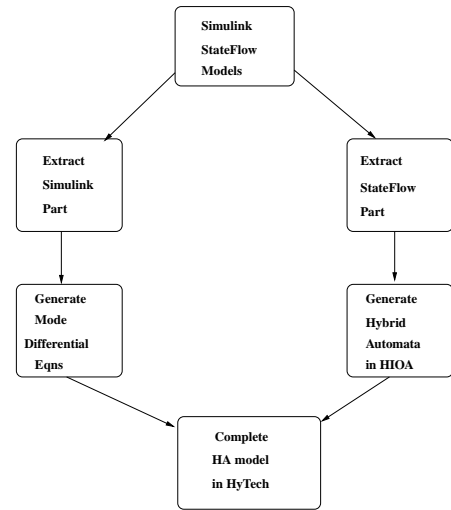 Simulink
StateFlow
Models
Extract
Simulink
Part
Extract
StateFlow
Part
Generate
Mode
Differential
Eqns
Generate
Hybrid
Automata
in HIOA
Complete
HA model
in HyTech